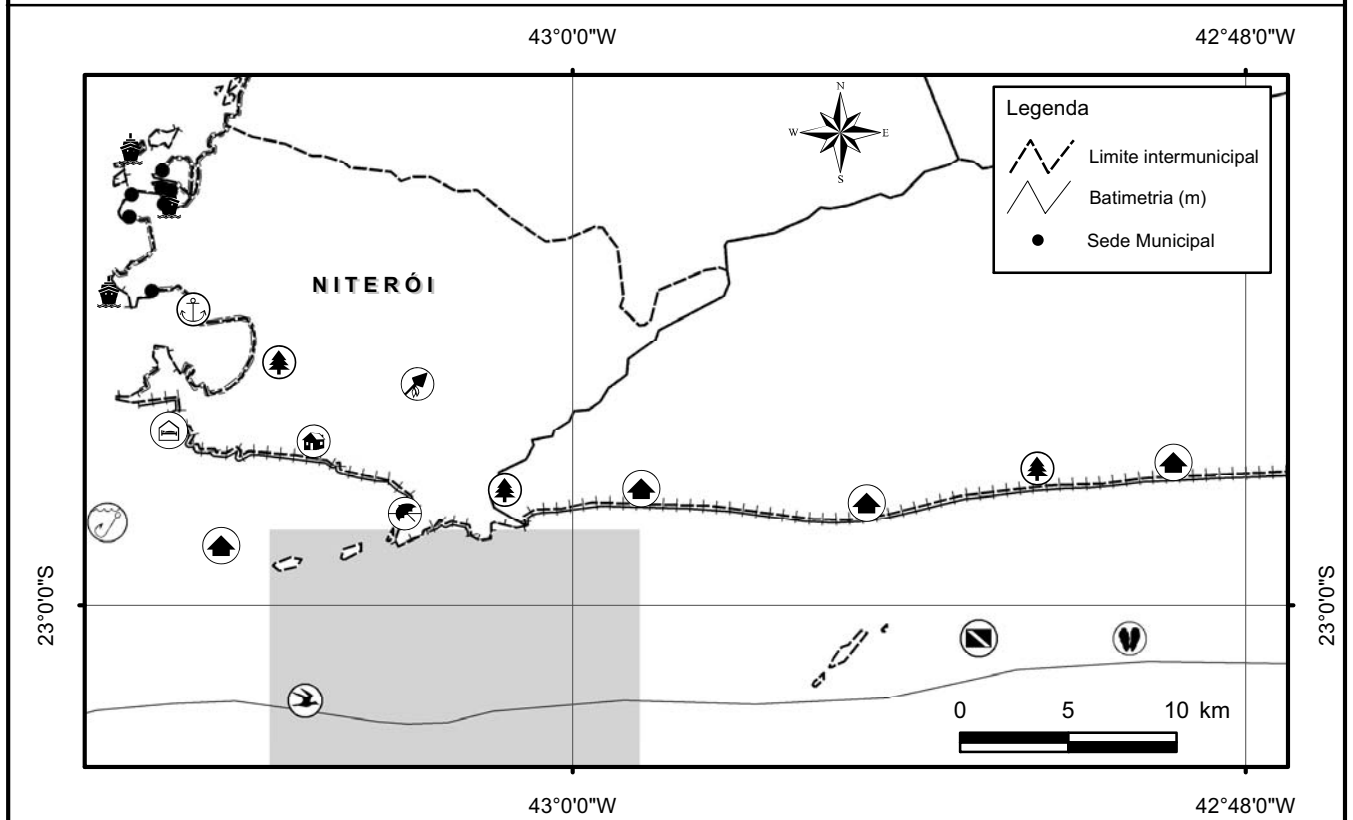 43°0'0"W 42°48'0"W
N
W E
S
Legenda
Limite intermunicipal
Batimetria (m)
Sede Municipal
NITERÓI
23°0'0"S 23°0'0"S
0 5 10 km
43°0'0"W 42°48'0"W